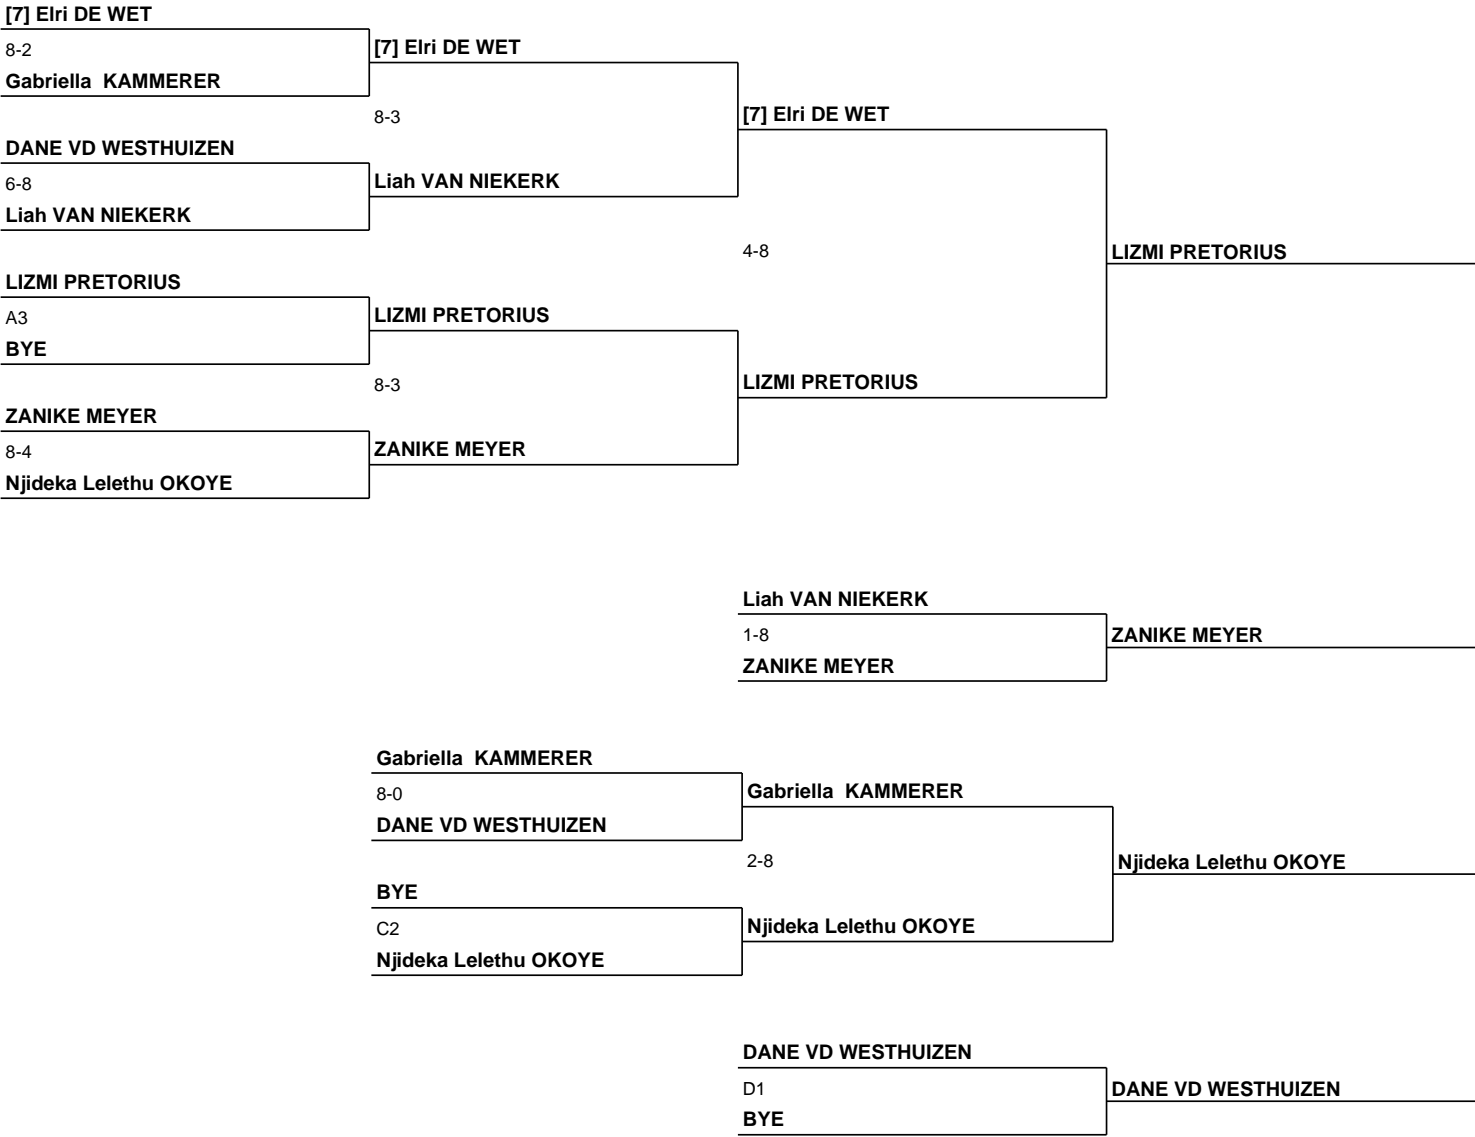 [7] Elri DE WET
8-2
[7] Elri DE WET
Gabriella  KAMMERER
8-3
[7] Elri DE WET
DANE VD WESTHUIZEN
6-8
Liah VAN NIEKERK
Liah VAN NIEKERK
4-8
LIZMI PRETORIUS
LIZMI PRETORIUS
A3
LIZMI PRETORIUS
BYE
8-3
LIZMI PRETORIUS
ZANIKE MEYER
8-4
ZANIKE MEYER
Njideka Lelethu OKOYE
Liah VAN NIEKERK
1-8
ZANIKE MEYER
ZANIKE MEYER
Gabriella  KAMMERER
8-0
Gabriella  KAMMERER
DANE VD WESTHUIZEN
2-8
Njideka Lelethu OKOYE
BYE
C2
Njideka Lelethu OKOYE
Njideka Lelethu OKOYE
DANE VD WESTHUIZEN
D1
DANE VD WESTHUIZEN
BYE